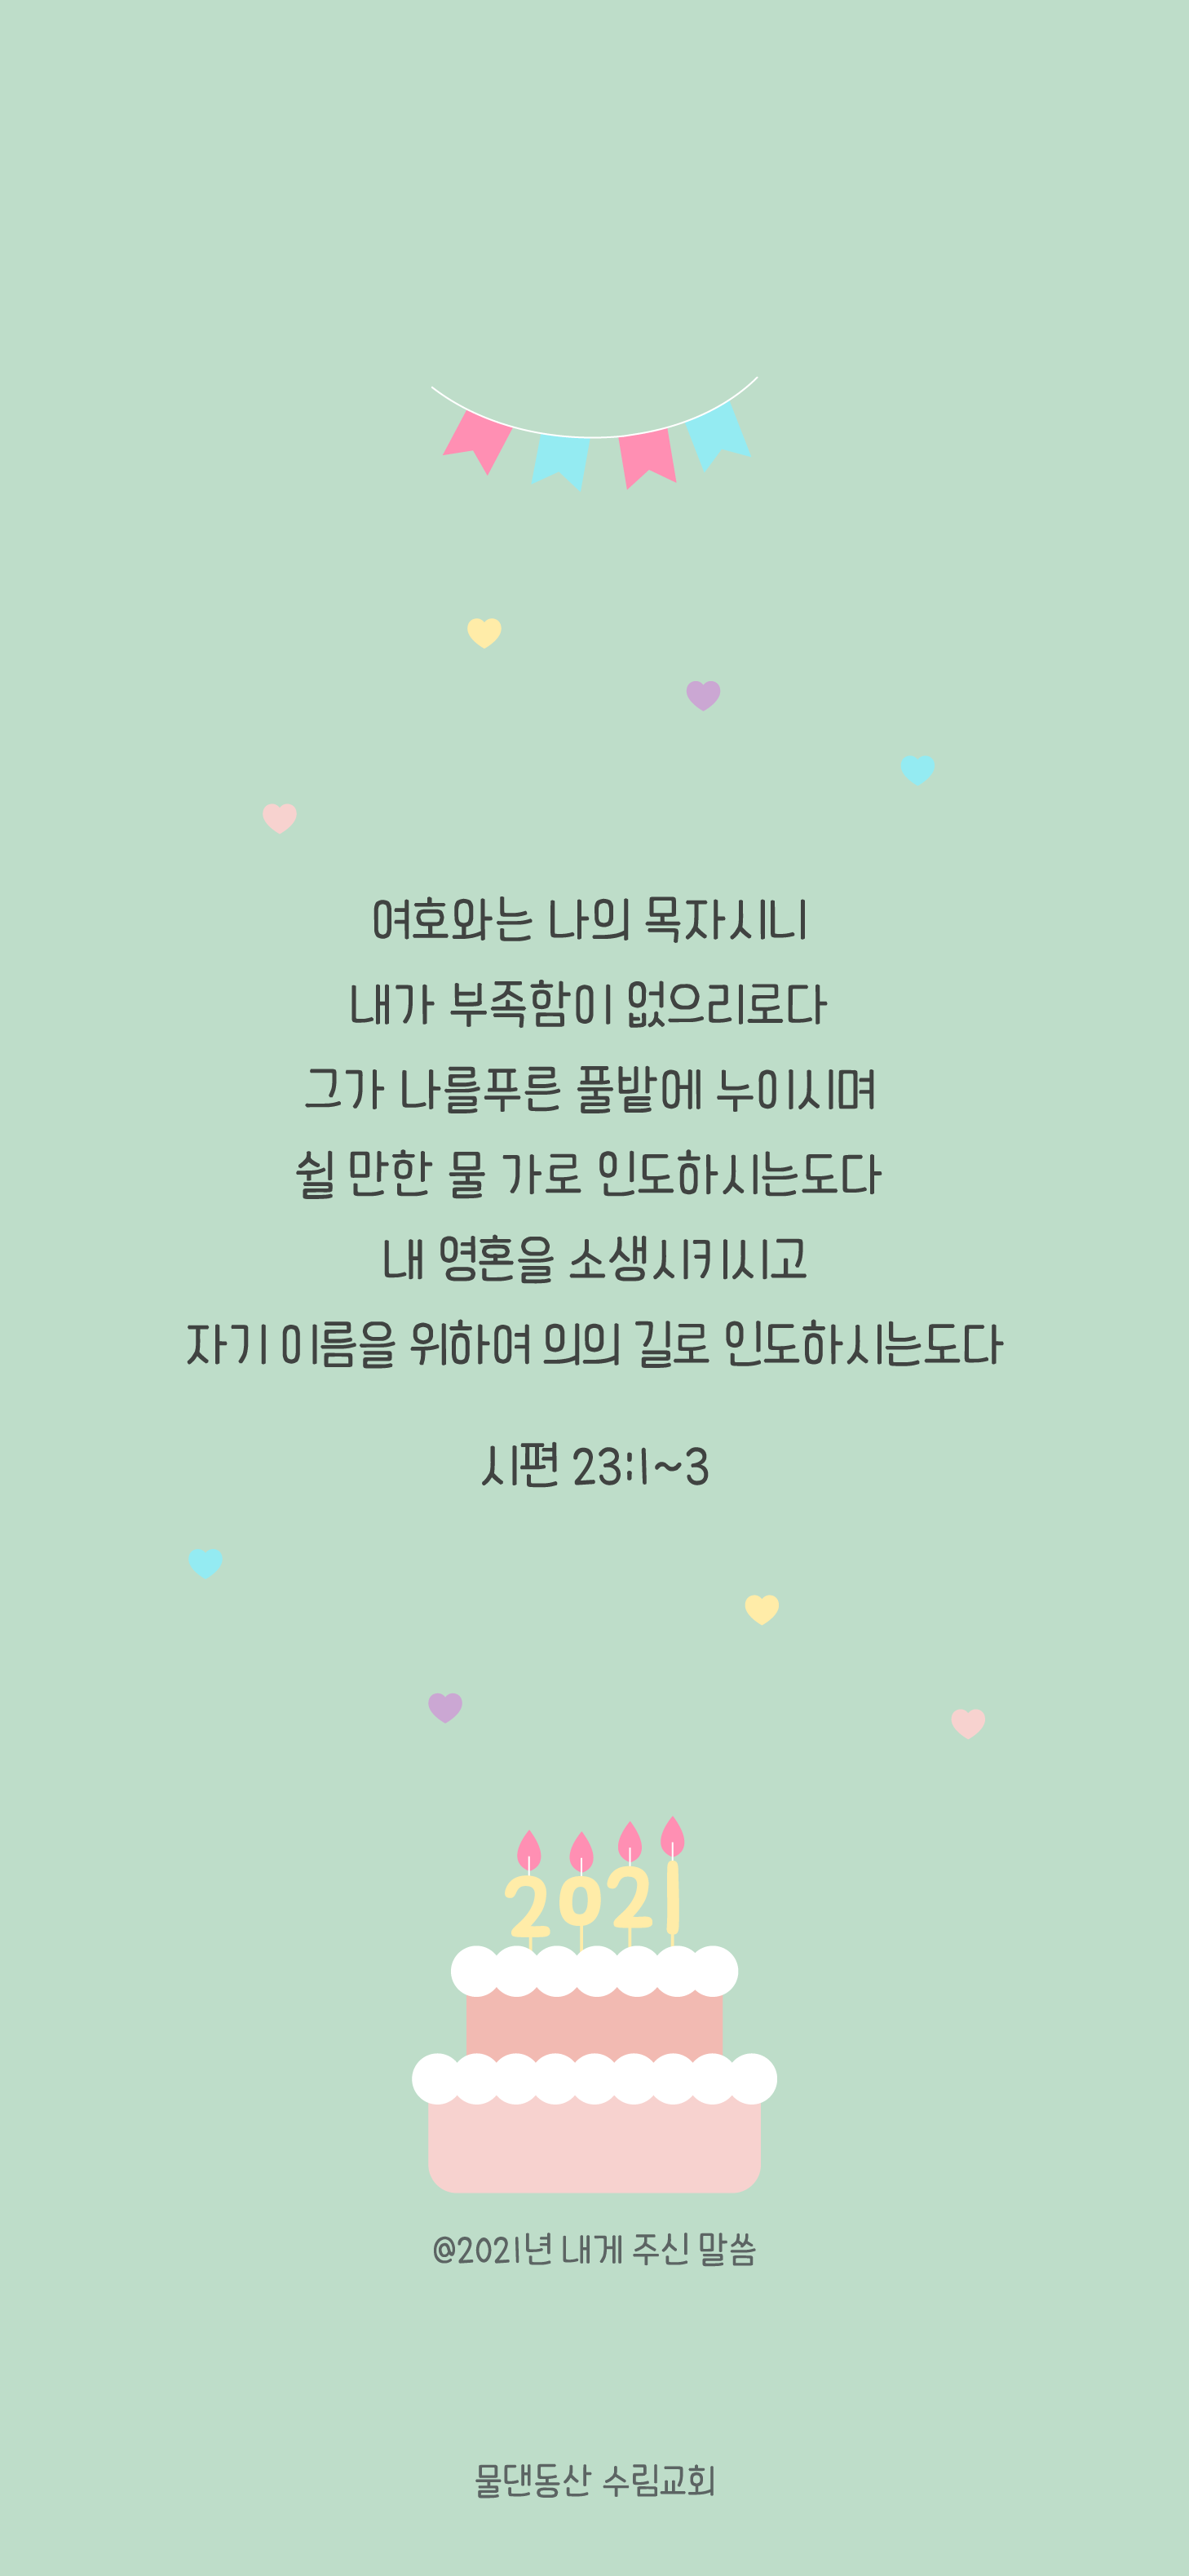 여호와는 나의 목자시니
내가 부족함이 없으리로다
그가 나를푸른 풀밭에 누이시며
쉴 만한 물 가로 인도하시는도다
내 영혼을 소생시키시고
자기 이름을 위하여 의의 길로 인도하시는도다
시편 23:1~3
2021
@2021년 내게 주신 말씀
물댄동산 수림교회